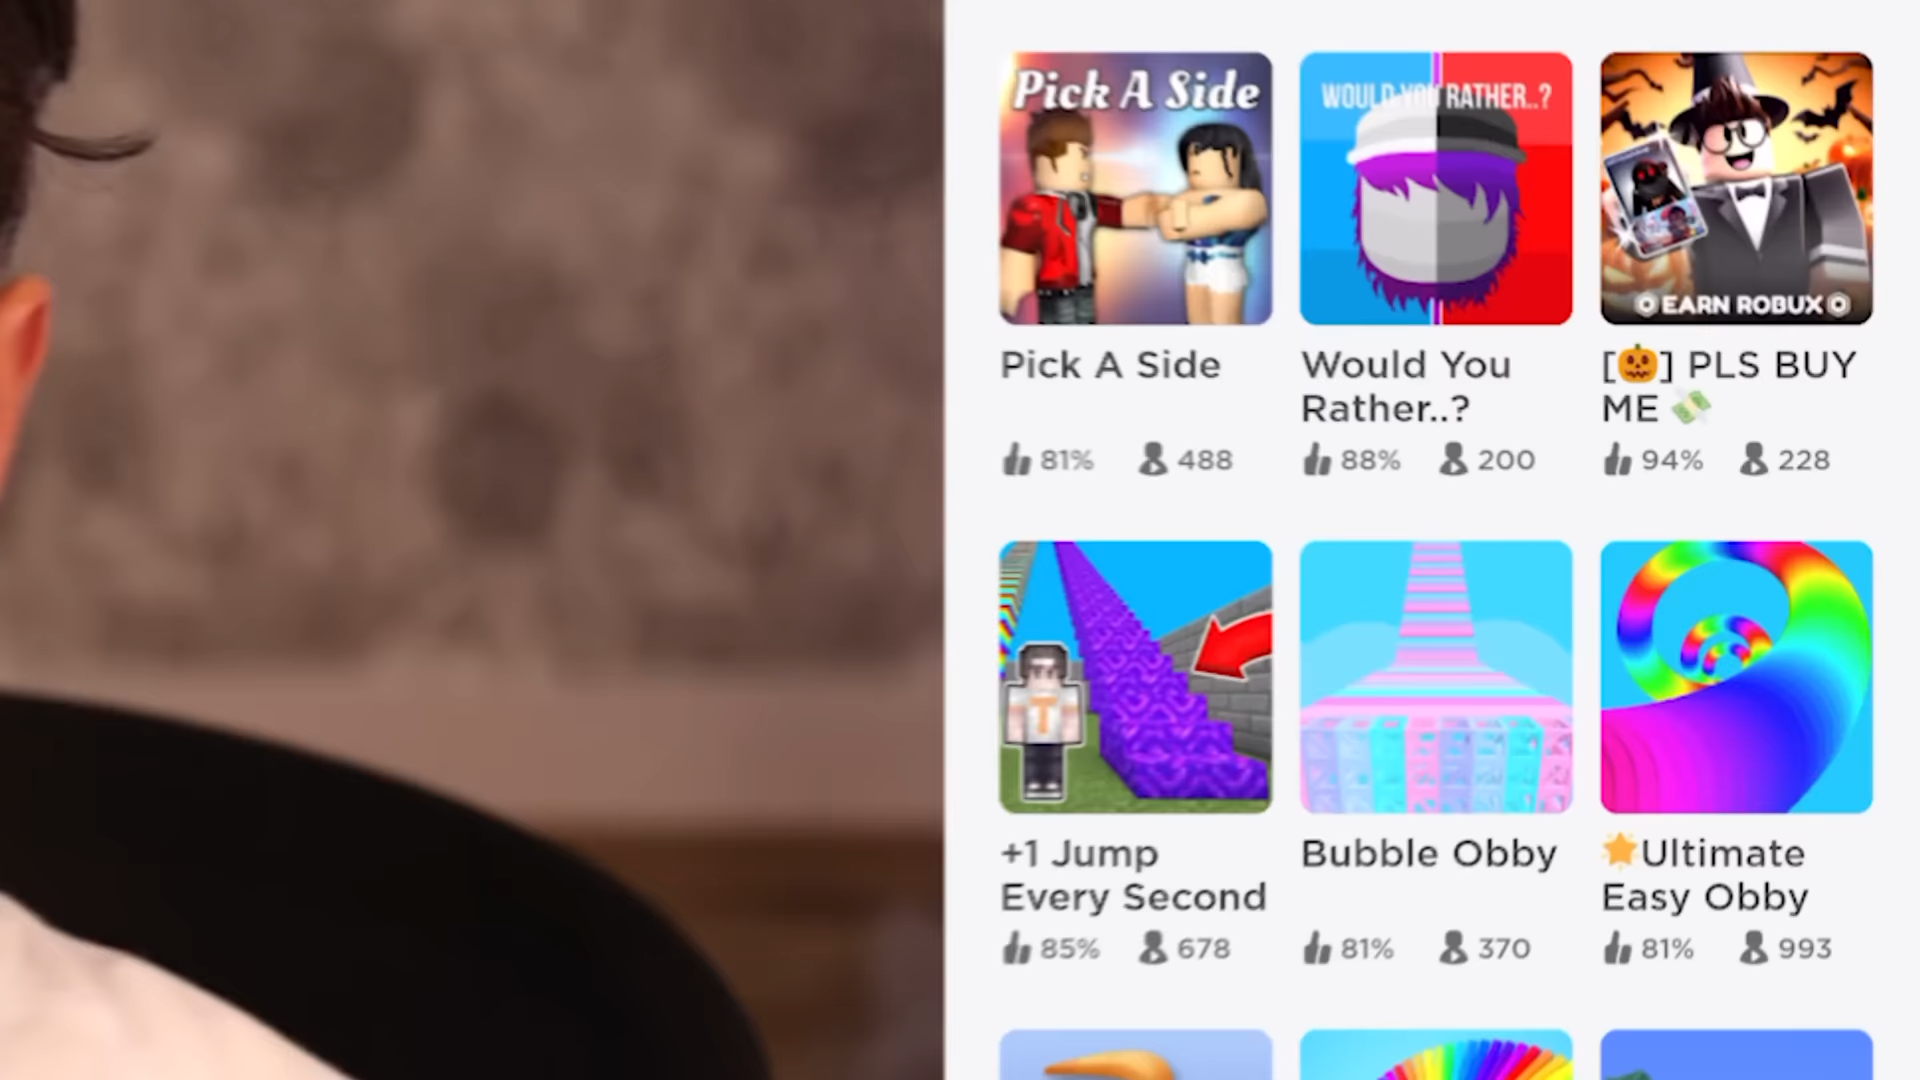 Pick A Side
WOULD YOU RATHER..?
EARN ROBUX
Pick A Side
Would You
Rather..?
[🎃] PLS BUY
ME 💸
81% 488
88% 200
94% 228
T
+1 Jump
Every Second
Bubble Obby
🌟Ultimate
Easy Obby
85% 678
81% 370
81% 993